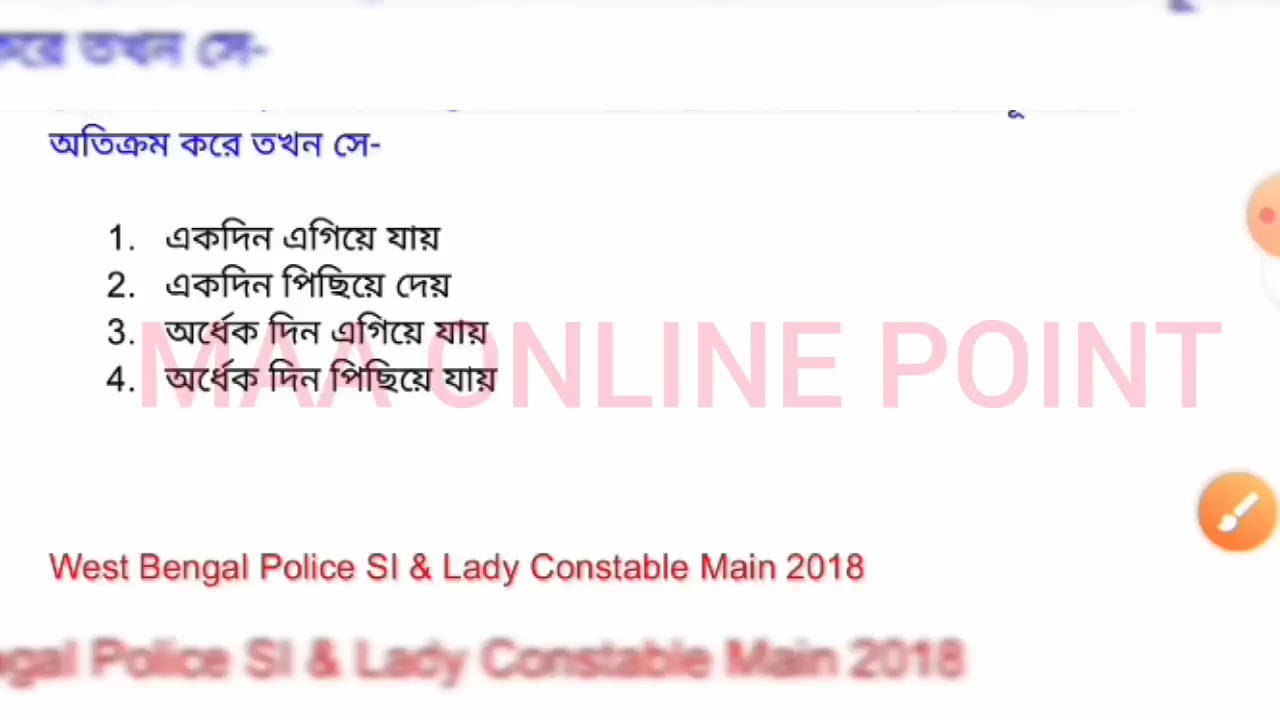 করে তখন সে-
অতিক্রম করে তখন সে-
1. একদিন এগিয়ে যায়
2. একদিন পিছিয়ে দেয়
3. অর্ধেক দিন এগিয়ে যায়
4. অর্ধেক দিন পিছিয়ে যায়
MAA ONLINE POINT
West Bengal Police SI & Lady Constable Main 2018
Police SI & Lady Constable Main 2018